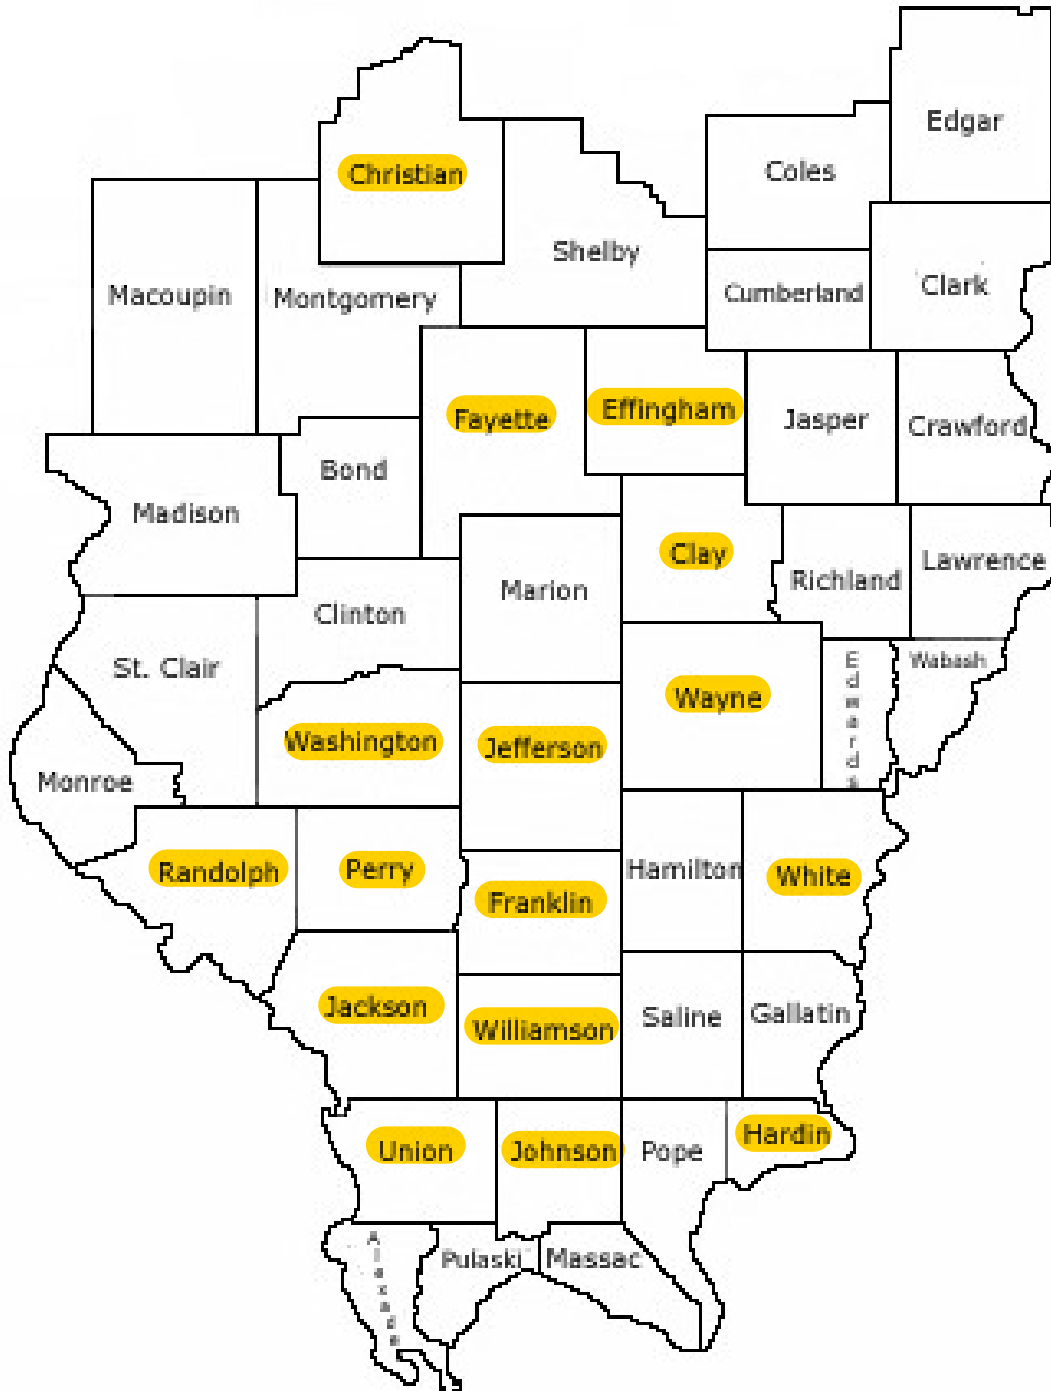 Edgar
Coles
Christian
Shelby
Clark
Cumberland
Macoupin
Montgomery
Effingham
Fayette
Jasper
Crawford
Bond
Madison
Clay
Lawrence
Richland
Marion
Clinton
St. Clair
Edwards
Wabash
Wayne
Washington
Jefferson
Monroe
Randolph
Perry
Hamilton
White
Franklin
Jackson
Williamson
Saline
Gallatin
Union
Johnson
Pope
Hardin
Pulaski
Massac